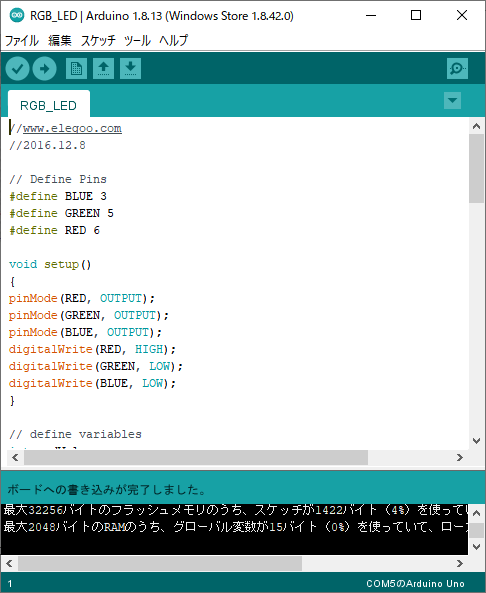 RGB_LED | Arduino 1.8.13 (Windows Store 1.8.42.0)
ファイル 編集 スケッチ ツール ヘルプ
RGB_LED
//www.elegoo.com
//2016.12.8
// Define Pins
#define BLUE 3
#define GREEN 5
#define RED 6
void setup()
{
pinMode(RED, OUTPUT);
pinMode(GREEN, OUTPUT);
pinMode(BLUE, OUTPUT);
digitalWrite(RED, HIGH);
digitalWrite(GREEN, LOW);
digitalWrite(BLUE, LOW);
}
// define variables
ボードへの書き込みが完了しました。
最大32256バイトのフラッシュメモリのうち、スケッチが1422バイト（4%）を使ってい
最大2048バイトのRAMのうち、グローバル変数が15バイト（0%）を使っていて、ロー
1
COM5のArduino Uno